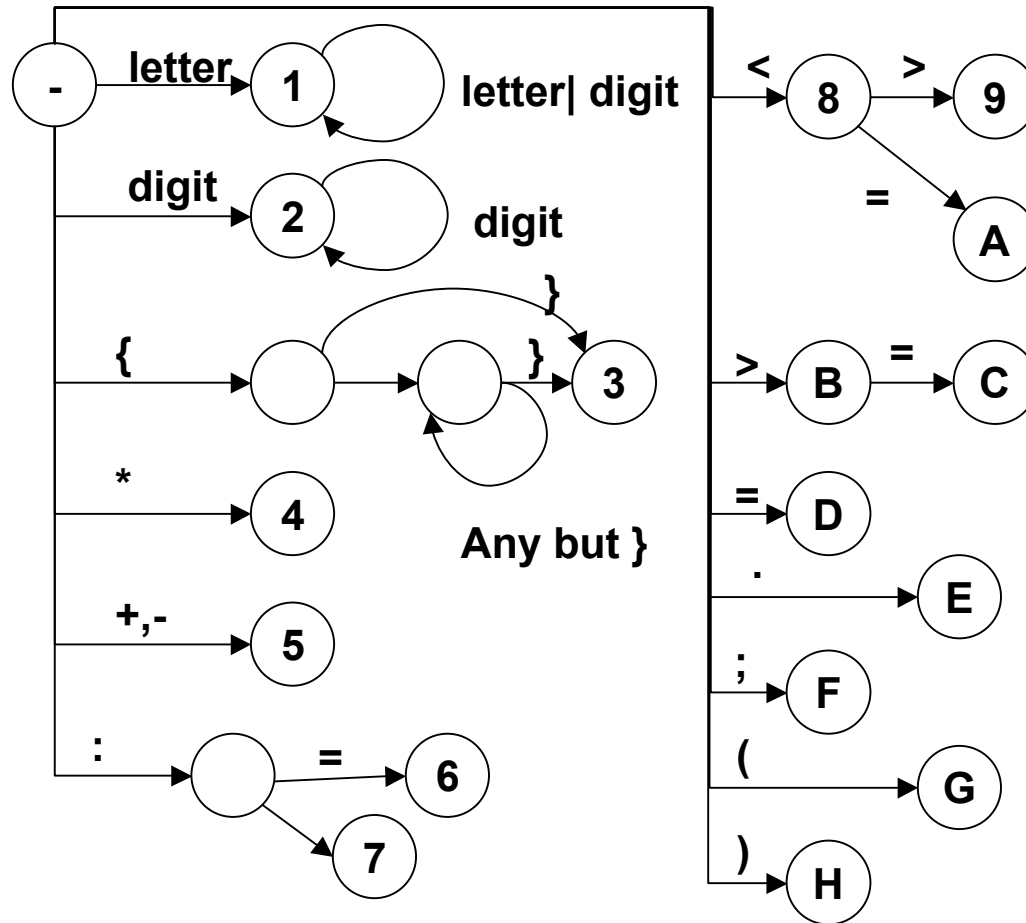 -
letter
1
letter| digit
digit
2
digit
{
}
}
3
*
4
Any but }
+,-
5
:
=
6
7
<
8
>
9
=
A
>
B
=
C
=
D
.
E
;
F
(
G
)
H